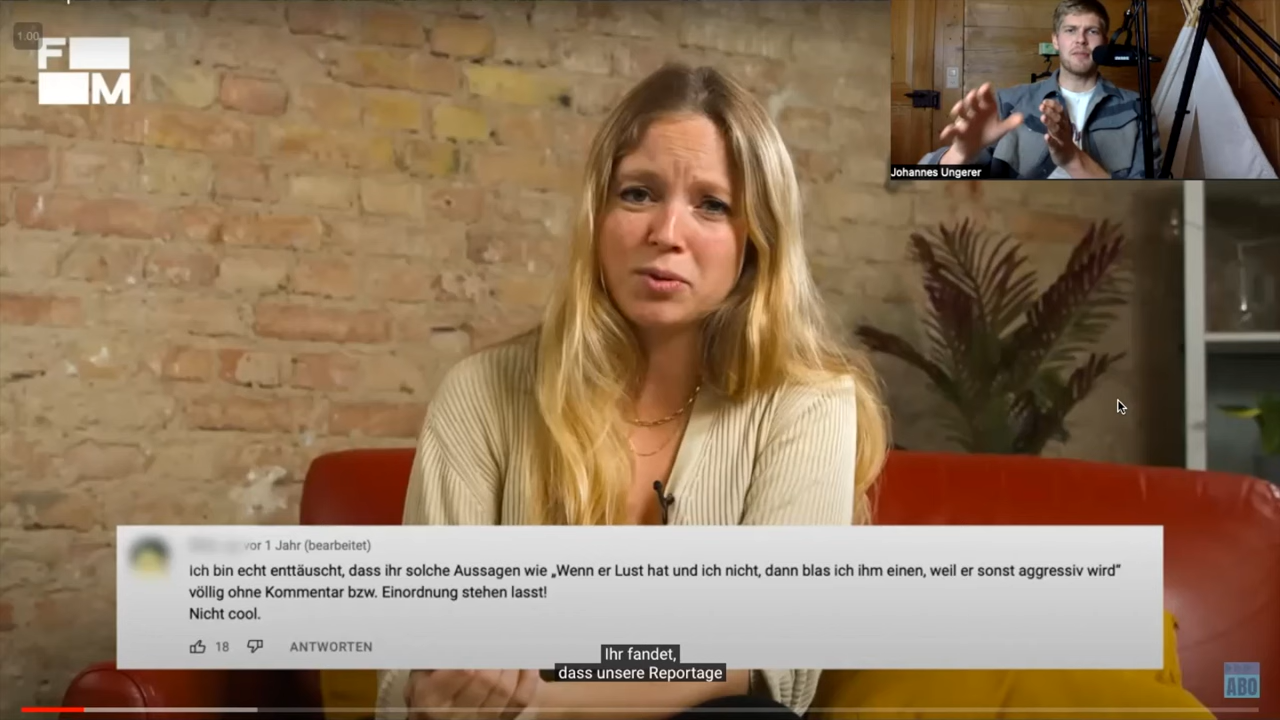 1.00
F
M
Johannes Ungerer
vor 1 Jahr (bearbeitet)
Ich bin echt enttäuscht, dass ihr solche Aussagen wie „Wenn er Lust hat und ich nicht, dann blas ich ihm einen, weil er sonst aggressiv wird“
völlig ohne Kommentar bzw. Einordnung stehen lasst!
Nicht cool.
18
ANTWORTEN
Ihr fandet,
dass unsere Reportage
ABO